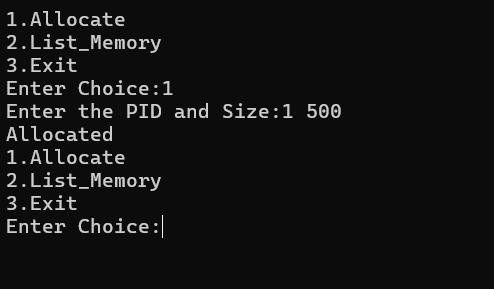 1.Allocate
2.List_Memory
3.Exit
Enter Choice:1
Enter the PID and Size:1 500
Allocated
1.Allocate
2.List_Memory
3.Exit
Enter Choice: